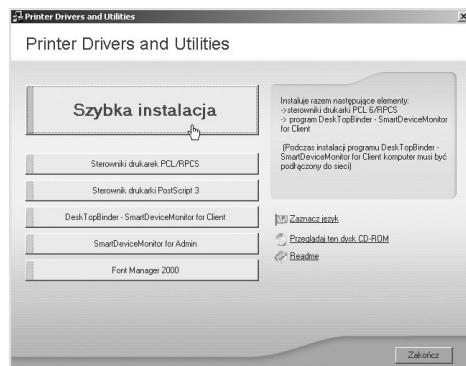 Printer Drivers and Utilities
Printer Drivers and Utilities
Szybka instalacja
Sterowniki drukarek PCL/RPCS
Sterownik drukarki PostScript 3
DeskTopBinder - SmartDeviceMonitor for Client
SmartDeviceMonitor for Admin
Font Manager 2000
Instaluje razem następujące elementy:
->sterowniki drukarki PCL 6/RPCS
-> program DeskTopBinder - SmartDeviceMonitor
for Client
(Podczas instalacji programu DeskTopBinder -
SmartDeviceMonitor for Client komputer musi być
podłączony do sieci)
Zaznacz język
Przeglądaj ten dysk CD-ROM
Readme
Zakończ